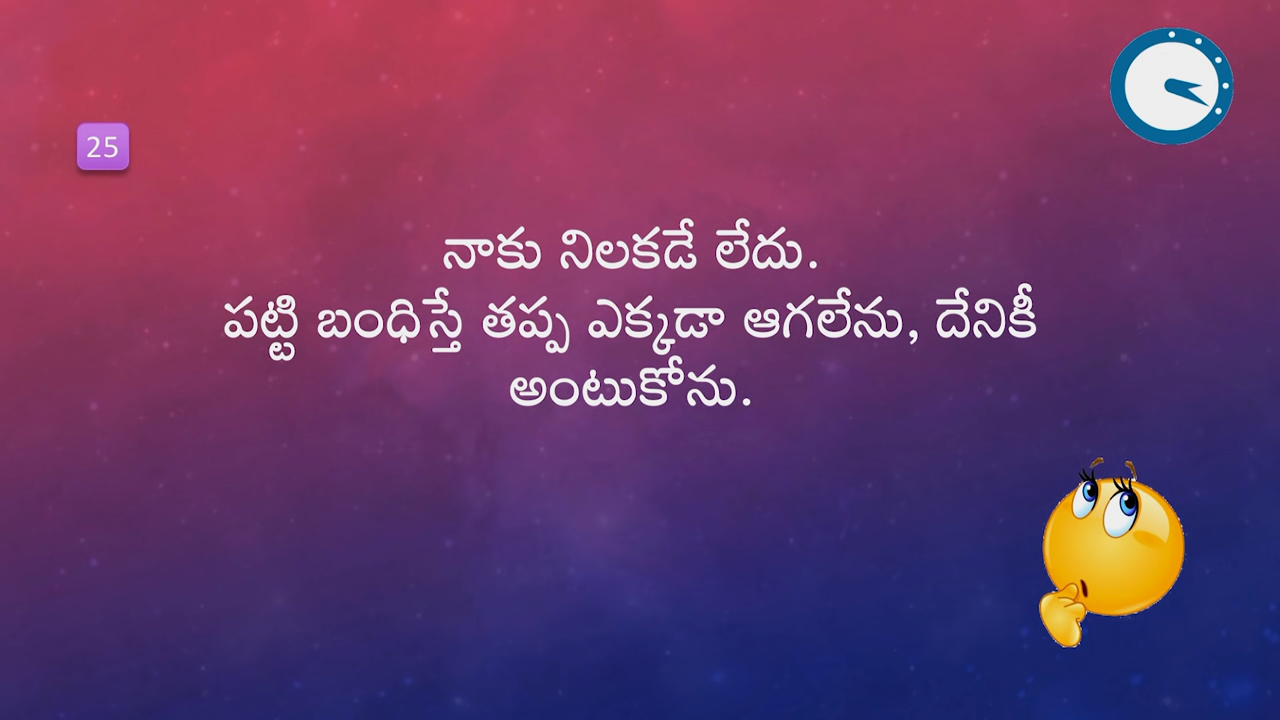 25
నాకు నిలకడే లేదు.
పట్టి బంధిస్తే తప్ప ఎక్కడా ఆగలేను, దేనికీ
అంటుకోను.